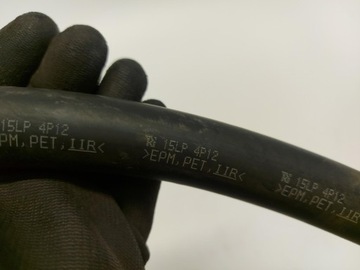 15LP 4P12
EPM, PET, IIR<
15LP 4P12
>EPM, PET, IIR<
15LP 4P12
>EPM, PET, IIR